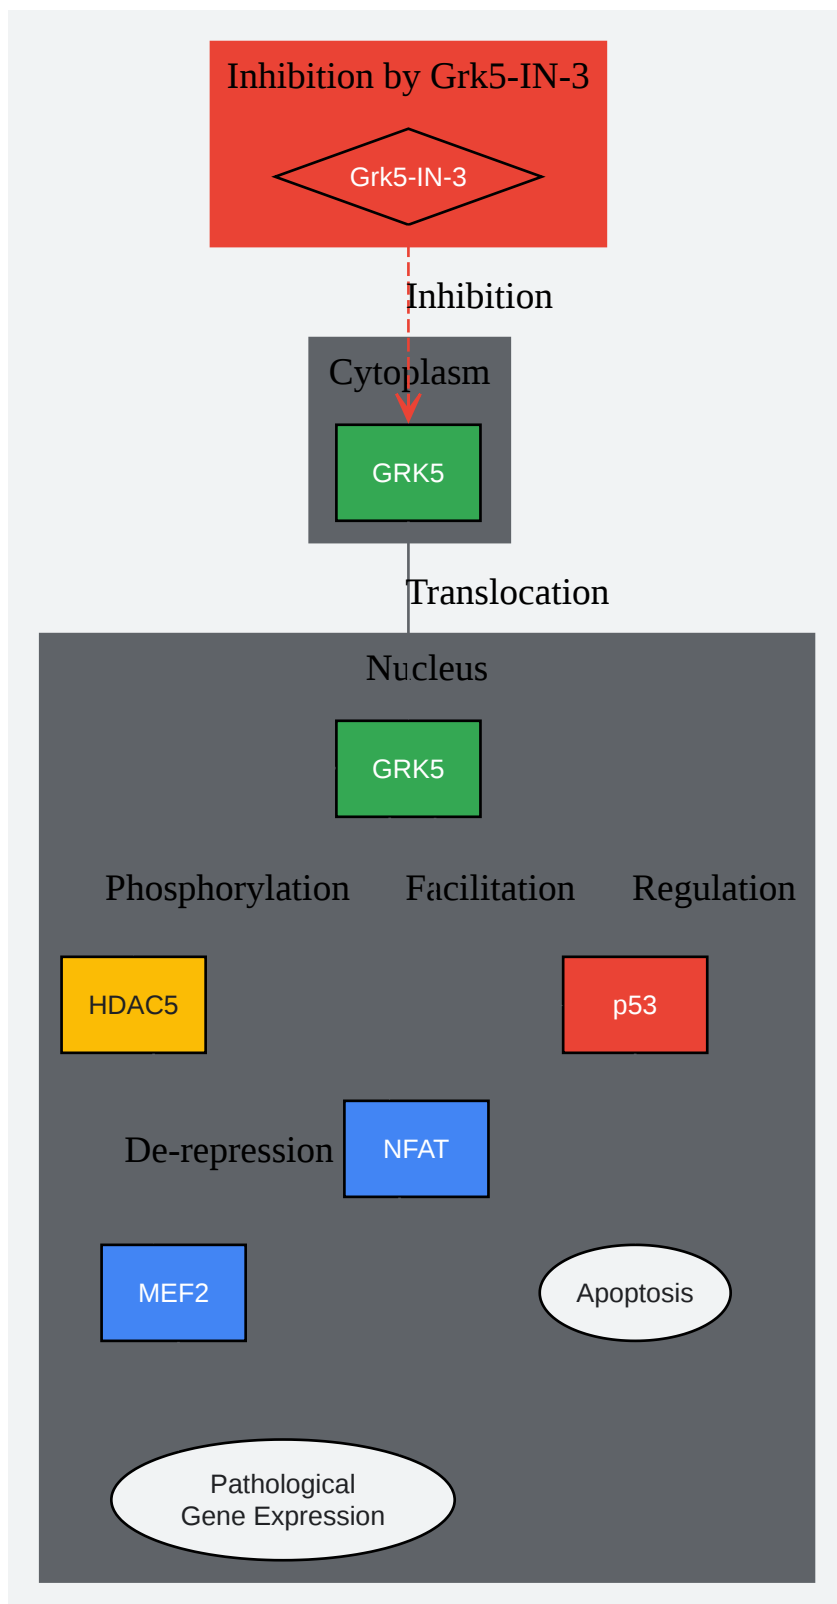 Inhibition by Grk5-IN-3
Grk5-IN-3
Inhibition
Cytoplasm
GRK5
Translocation
Nucleus
GRK5
Phosphorylation
Facilitation
Regulation
HDAC5
p53
De-repression
NFAT
MEF2
Apoptosis
Pathological
Gene Expression